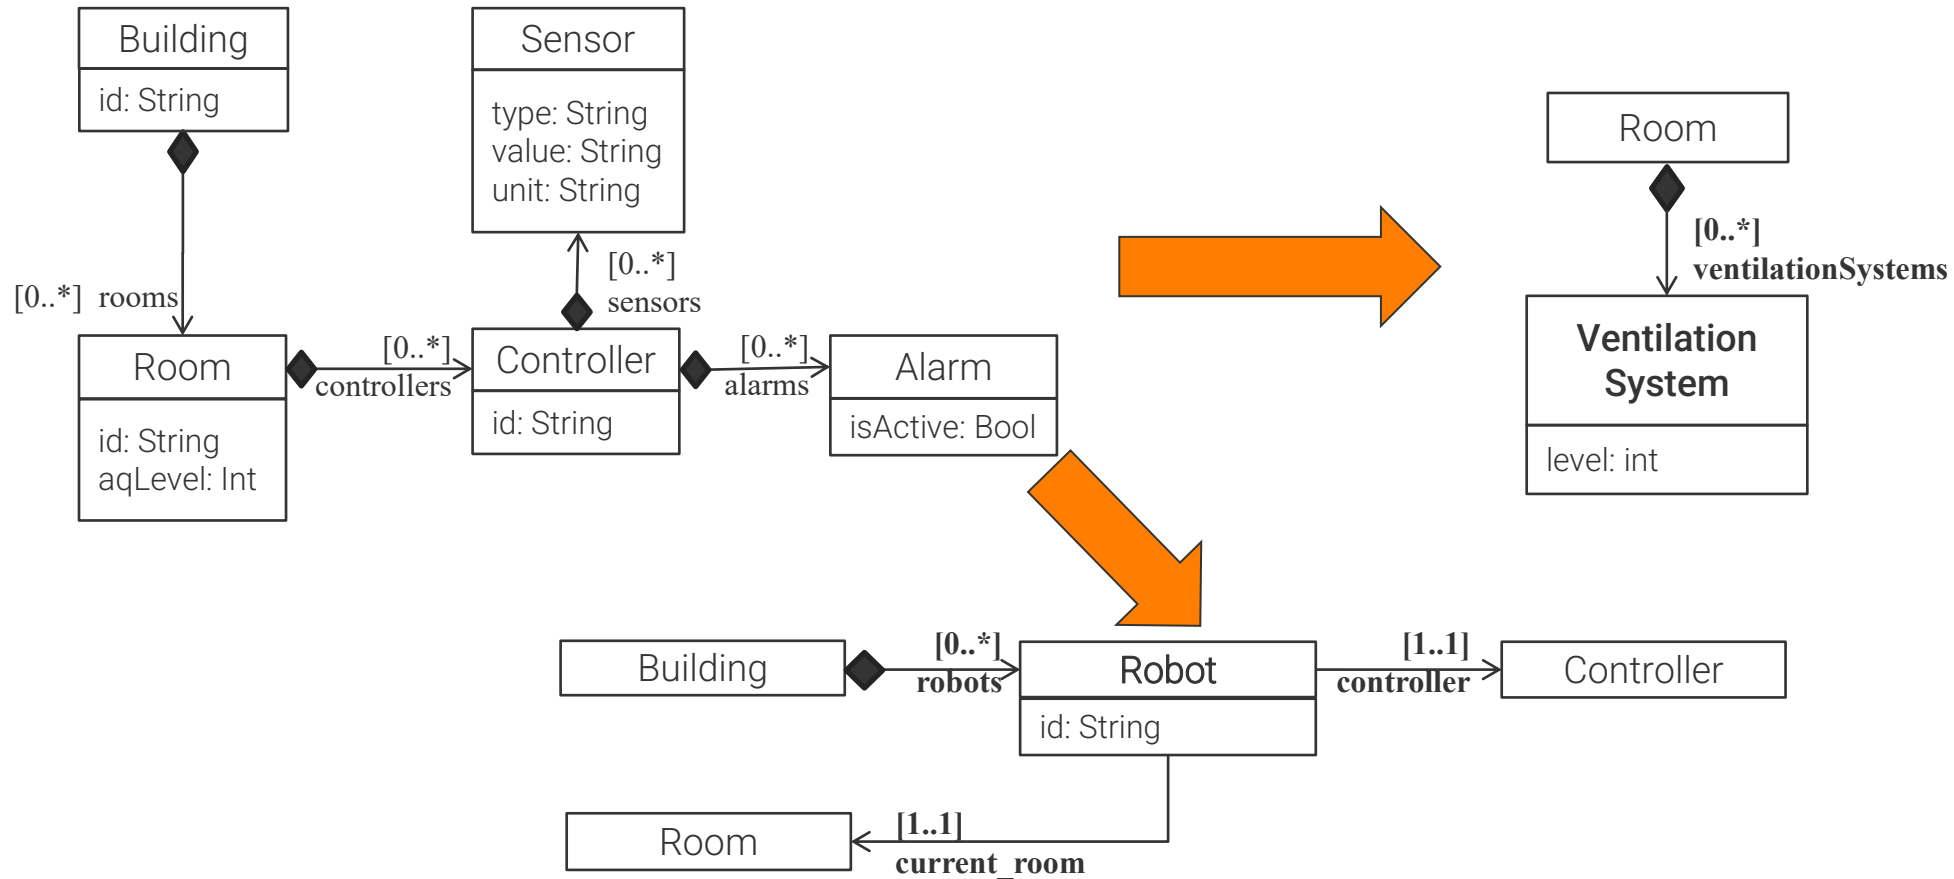 Building
id: String
[0..*] rooms
Room
id: String
aqLevel: Int
[0..*]
controllers
Sensor
type: String
value: String
unit: String
[0..*]
sensors
Controller
id: String
[0..*]
alarms
Alarm
isActive: Bool
Room
[0..*]
ventilationSystems
Ventilation
System
level: int
Building
[0..*]
robots
Robot
id: String
[1..1]
controller
Controller
Room
[1..1]
current_room